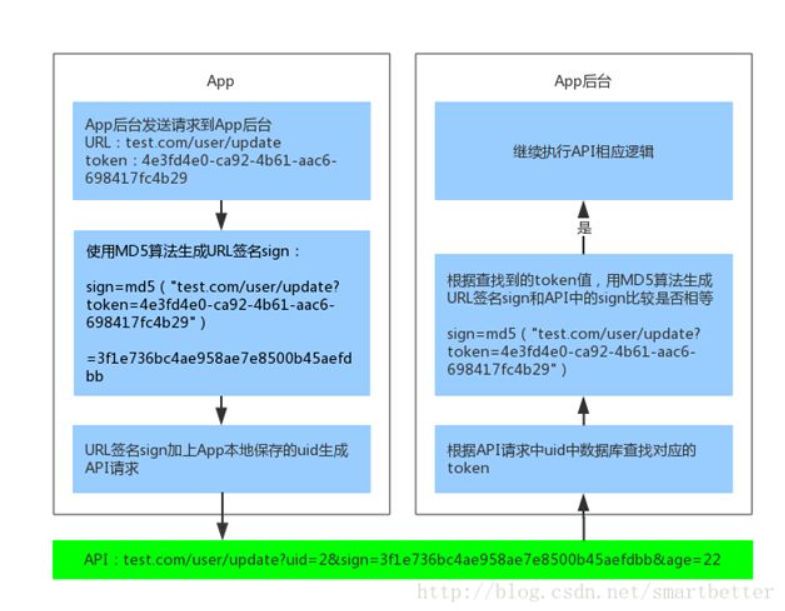 App
App后台发送请求到App后台
URL：test.com/user/update
token：4e3fd4e0-ca92-4b61-aac6-
698417fc4b29
使用MD5算法生成URL签名sign：
sign=md5（"test.com/user/update?
token=4e3fd4e0-ca92-4b61-aac6-
698417fc4b29"）
=3f1e736bc4ae958ae7e8500b45aefd
bb
URL签名sign加上App本地保存的uid生成
API请求
App后台
继续执行API相应逻辑
是
根据查找到的token值，用MD5算法生成
URL签名sign和API中的sign比较是否相等
sign=md5（"test.com/user/update?
token=4e3fd4e0-ca92-4b61-aac6-
698417fc4b29"）
根据API请求中uid中数据库查找对应的
token
API：test.com/user/update?uid=2&sign=3f1e736bc4ae958ae7e8500b45aefdbb&age=22
http://blog.csdn.net/smartbetter